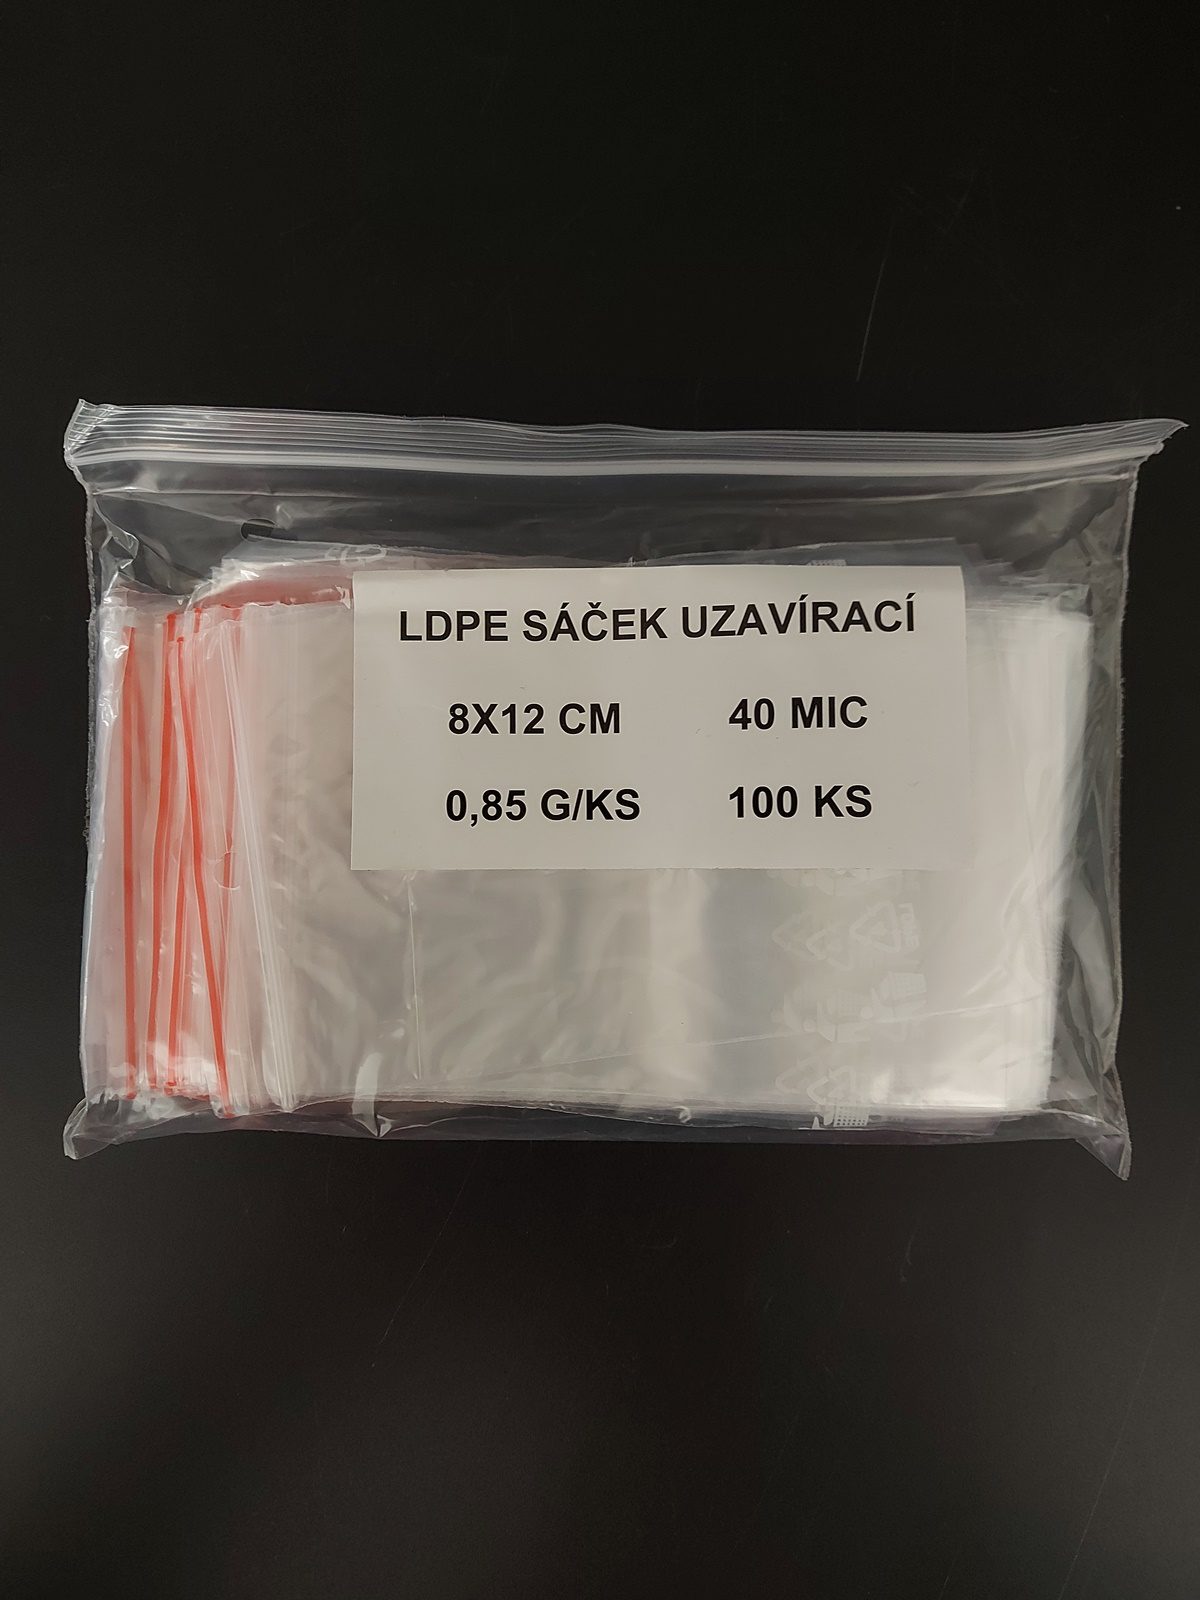 LDPE SÁČEK UZAVÍRACÍ
8X12 CM 40 MIC
0,85 G/KS 100 KS